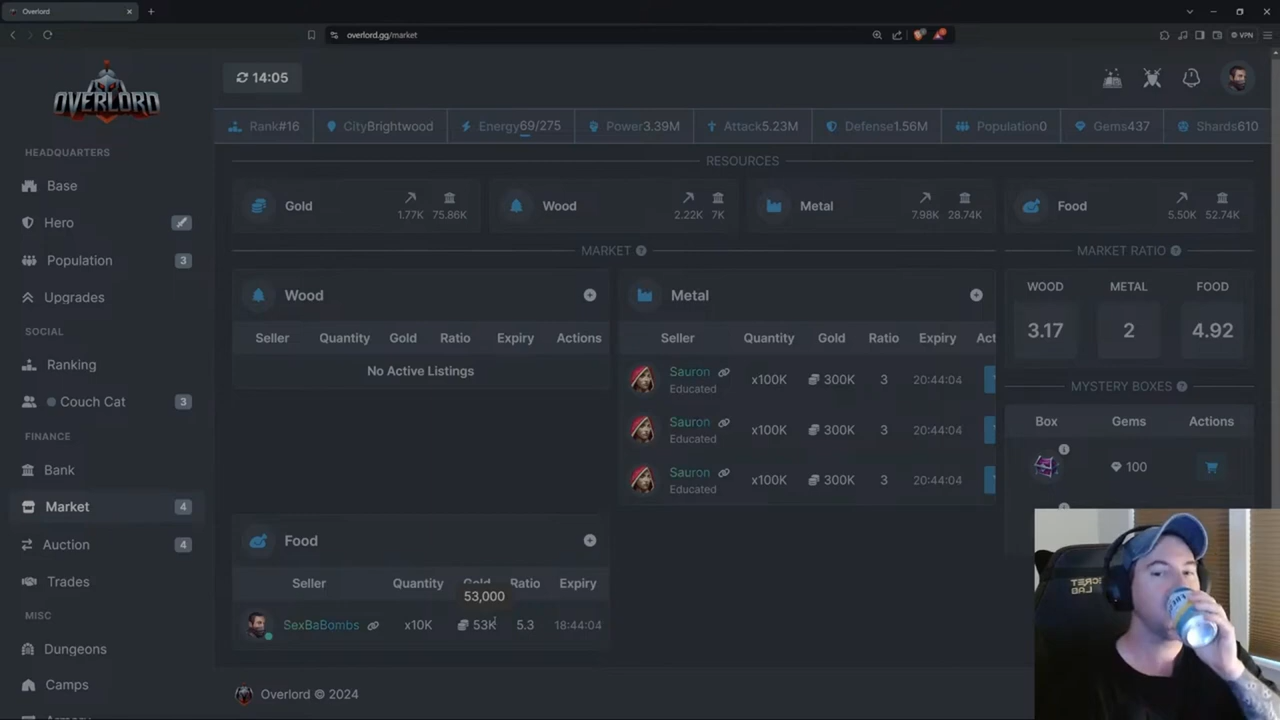 Overlord
overlord.gg/market
VPN
OVERLORD
14:05
Rank#16
CityBrightwood
Energy69/275
Power3.39M
Attack5.23M
Defense1.56M
Population0
Gems437
Shards610
HEADQUARTERS
Base
Hero
Population 3
Upgrades
SOCIAL
Ranking
Couch Cat 3
FINANCE
Bank
Market 4
Auction 4
Trades
MISC
Dungeons
Camps
RESOURCES
Gold 1.77K 75.86K
Wood 2.22K 7K
Metal 7.98K 28.74K
Food 5.50K 52.74K
MARKET
Wood
Seller Quantity Gold Ratio Expiry Actions
No Active Listings
Metal
Seller Quantity Gold Ratio Expiry Act
Sauron x100K 300K 3 20:44:04
Educated
Sauron x100K 300K 3 20:44:04
Educated
Sauron x100K 300K 3 20:44:04
Educated
MARKET RATIO
WOOD METAL FOOD
3.17 2 4.92
MYSTERY BOXES
Box Gems Actions
100
Food
Seller Quantity Gold Ratio Expiry
53,000
SexBaBombs x10K 53K 5.3 18:44:04
Overlord © 2024
SECRET
LAB